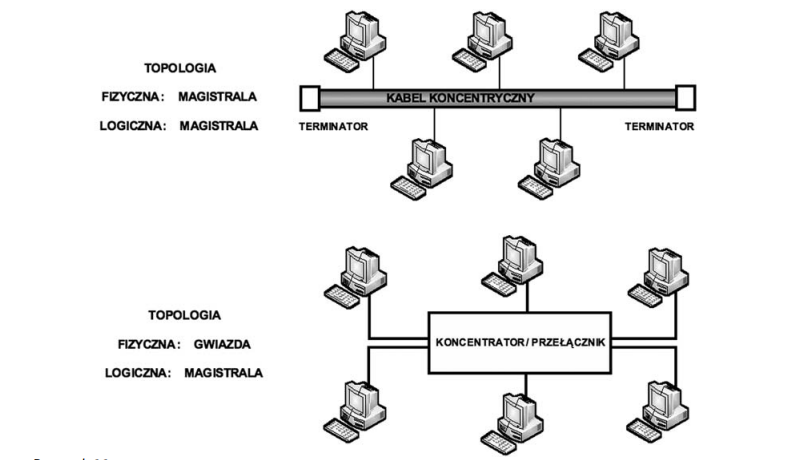 TOPOLOGIA
FIZYCZNA: MAGISTRALA
LOGICZNA: MAGISTRALA
KABEL KONCENTRYCZNY
TERMINATOR
TERMINATOR
TOPOLOGIA
FIZYCZNA: GWIAZDA
LOGICZNA: MAGISTRALA
KONCENTRATOR/ PRZEŁĄCZNIK